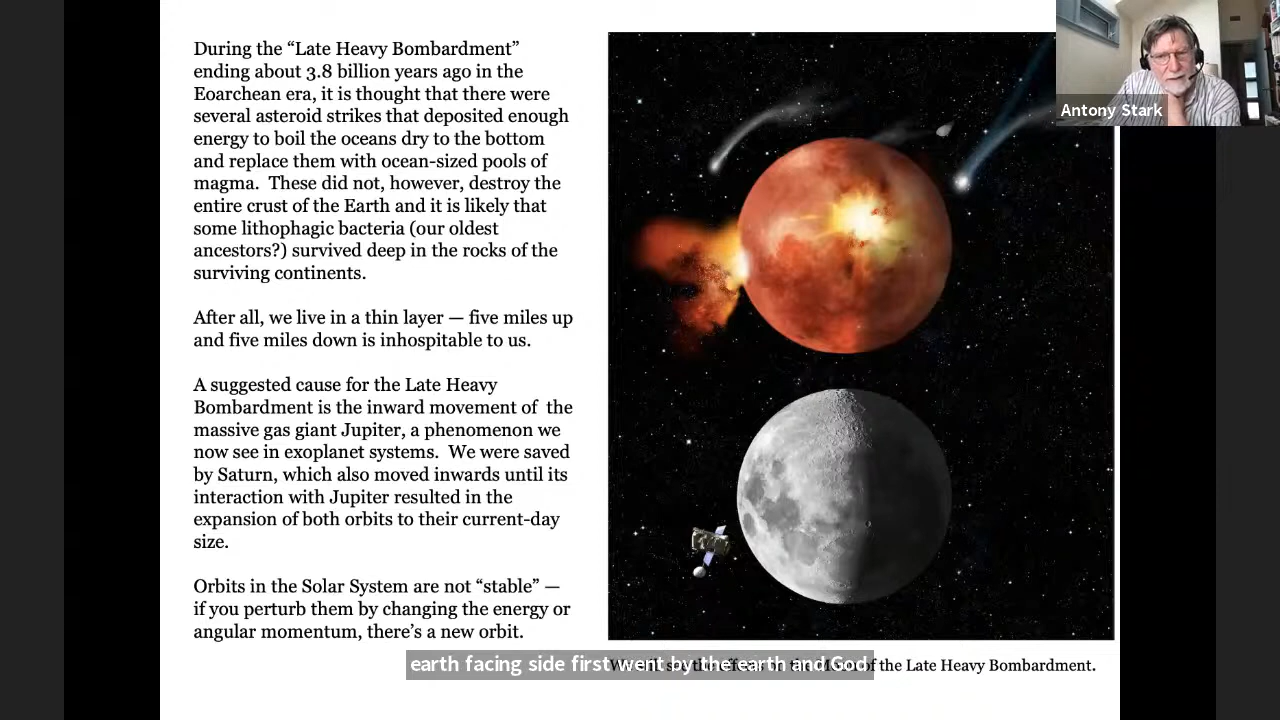 During the “Late Heavy Bombardment”
ending about 3.8 billion years ago in the
Eoarchean era, it is thought that there were
several asteroid strikes that deposited enough
energy to boil the oceans dry to the bottom
and replace them with ocean-sized pools of
magma.  These did not, however, destroy the
entire crust of the Earth and it is likely that
some lithophagic bacteria (our oldest
ancestors?) survived deep in the rocks of the
surviving continents.
After all, we live in a thin layer — five miles up
and five miles down is inhospitable to us.
A suggested cause for the Late Heavy
Bombardment is the inward movement of  the
massive gas giant Jupiter, a phenomenon we
now see in exoplanet systems.  We were saved
by Saturn, which also moved inwards until its
interaction with Jupiter resulted in the
expansion of both orbits to their current-day
size.
Orbits in the Solar System are not “stable” —
if you perturb them by changing the energy or
angular momentum, there’s a new orbit.
Antony Stark
earth facing side first went by the earth and God
of the Late Heavy Bombardment.